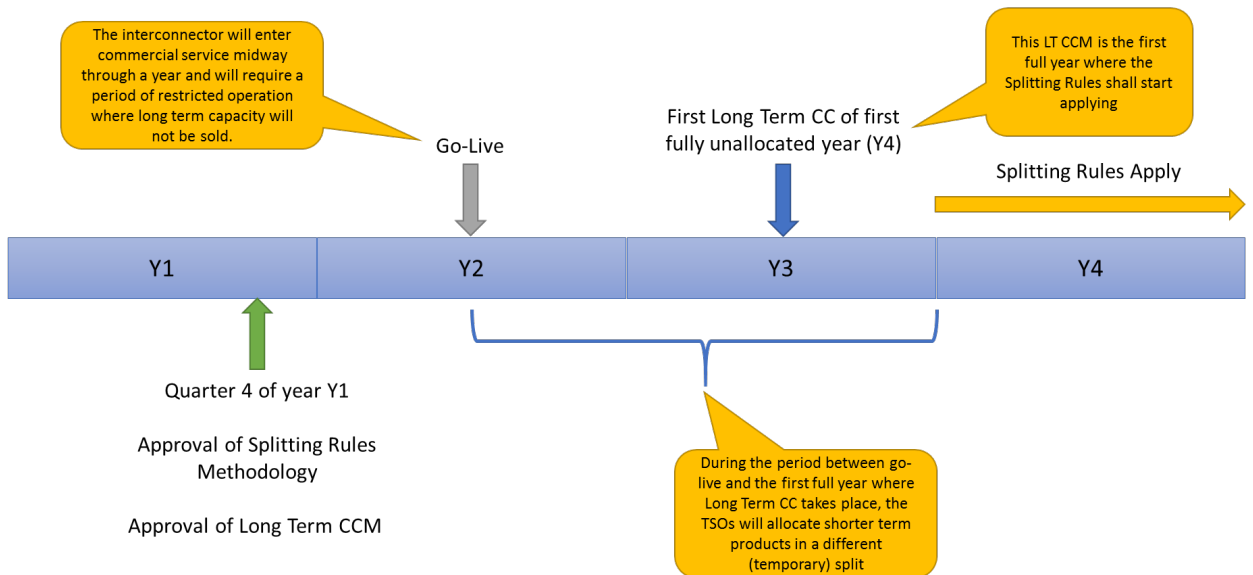 The interconnector will enter
commercial service midway
through a year and will require a
period of restricted operation
where long term capacity will
not be sold.
This LT CCM is the first
full year where the
Splitting Rules shall start
applying
Go-Live
First Long Term CC of first
fully unallocated year (Y4)
Splitting Rules Apply
Y1
Y2
Y3
Y4
Quarter 4 of year Y1
Approval of Splitting Rules
Methodology
Approval of Long Term CCM
During the period between go-
live and the first full year where
Long Term CC takes place, the
TSOs will allocate shorter term
products in a different
(temporary) split